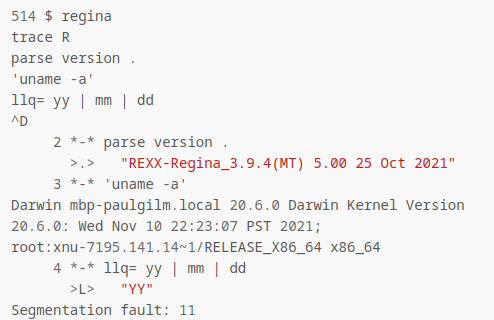 514 $ regina
trace R
parse version .
'uname -a'
llq= yy | mm | dd
^D
2 *-* parse version .
>.> "REXX-Regina_3.9.4(MT) 5.00 25 Oct 2021"
3 *-* 'uname -a'
Darwin mbp-paulgilm.local 20.6.0 Darwin Kernel Version
20.6.0: Wed Nov 10 22:23:07 PST 2021;
root:xnu-7195.141.14~1/RELEASE_X86_64 x86_64
4 *-* llq= yy | mm | dd
>L> "YY"
Segmentation fault: 11